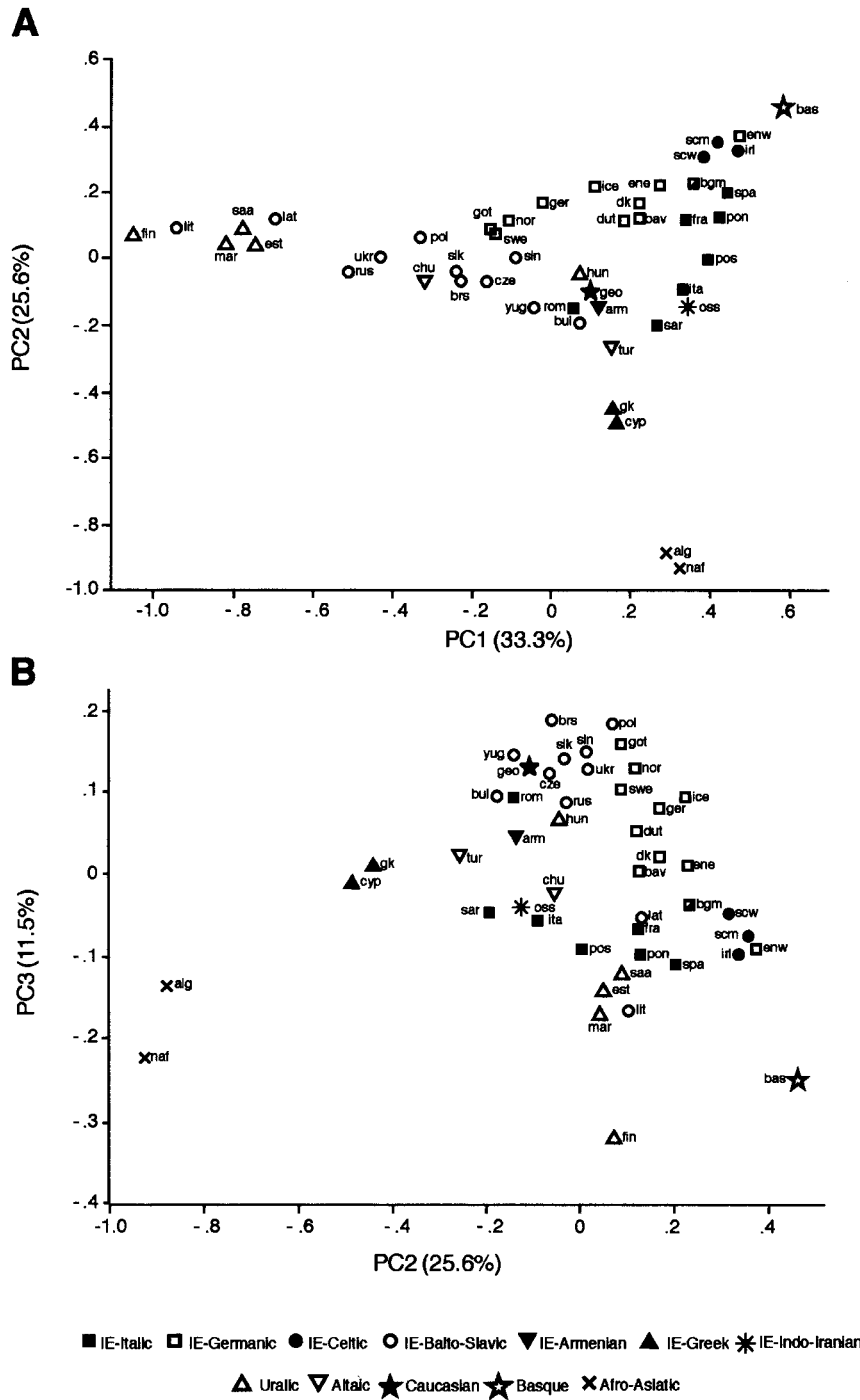 A
.6
bas
.4
enw
scm
scw
irl
ice
ene
bgm
.2
spa
saa
lat
got
nor
ger
dk
dut
bav
fra
pon
fin
lit
mar
est
ukr
pol
slk
swe
sin
0
pos
rus
chu
brs
cze
hun
geo
ita
yug
rom
arm
oss
-.2
bul
sar
tur
-.4
gk
cyp
-.6
-.8
alg
naf
-1.0
PC2 (25.6%)
-1.0 -.8 -.6 -.4 -.2 0 .2 .4 .6
PC1 (33.3%)
B
.2
brs
pol
yug
slk
sln
got
geo
cze
ukr
nor
bul
rom
rus
swe
ger
ice
.1
hun
arm
dut
gk
tur
dk
ene
0
cyp
chu
bav
sar
oss
ita
lat
bgm
scw
fra
scm
pos
pon
spa
irl
enw
-.1
alg
saa
est
mar
lit
-.2
naf
bas
-.3
fin
-.4
PC3 (11.5%)
-1.0 -.8 -.6 -.4 -.2 0 .2 .4
PC2 (25.6%)
IE-Italic IE-Germanic IE-Celtic IE-Balto-Slavic IE-Armenian IE-Greek IE-Indo-Iranian
Uralic Altaic Caucasian Basque Afro-Asiatic